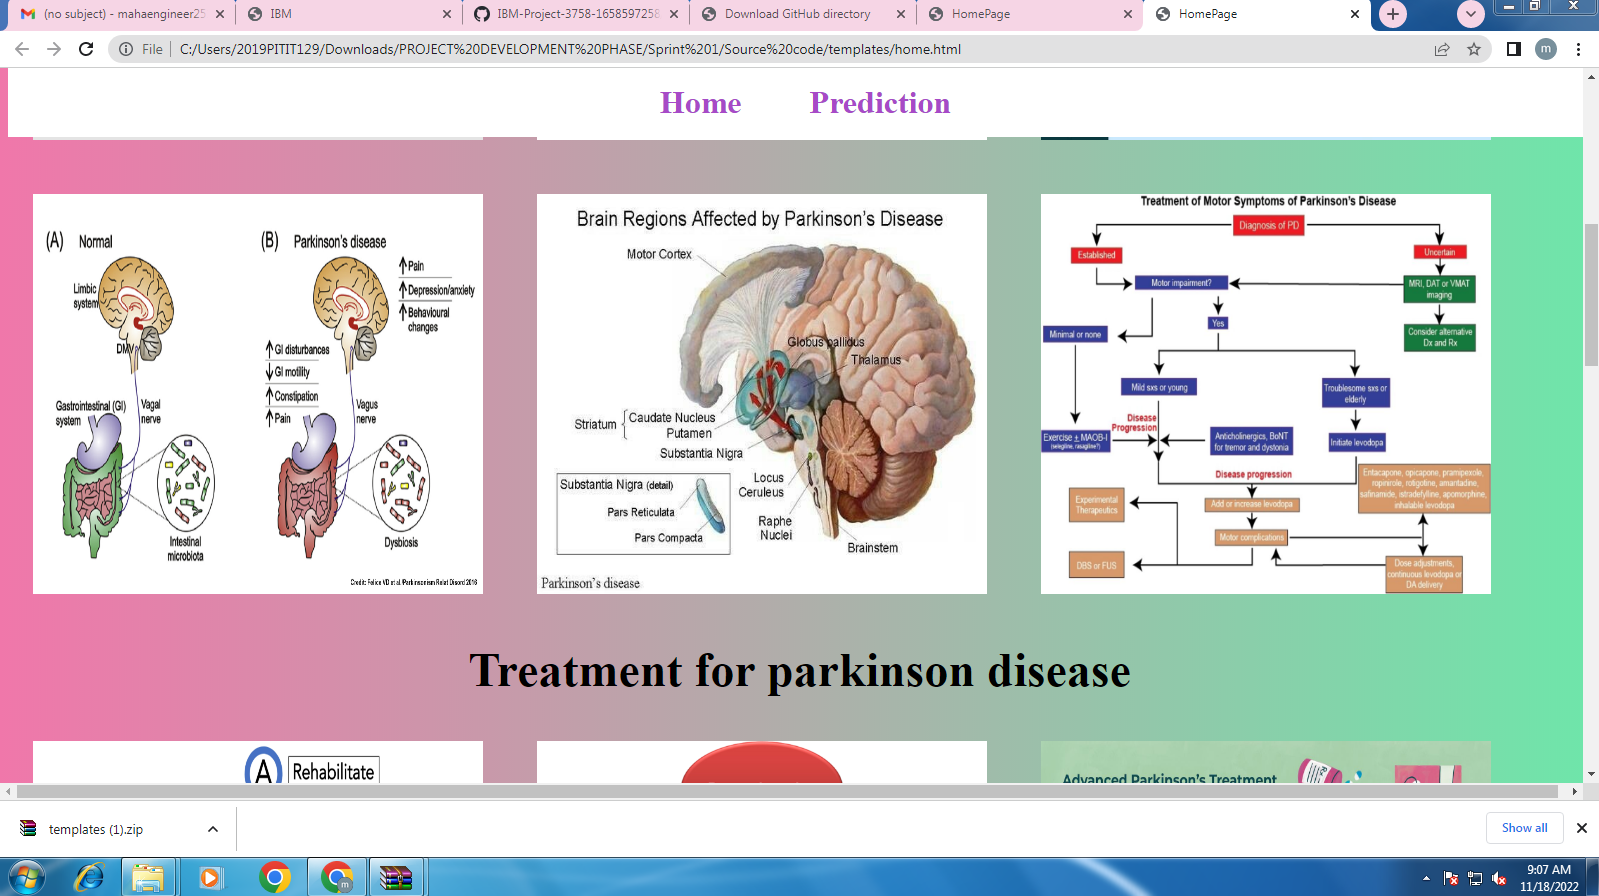 (no subject) - mahaengineer25
IBM
IBM-Project-3758-1658597258
Download GitHub directory
HomePage
HomePage
File
C:/Users/2019PITIT129/Downloads/PROJECT%20DEVELOPMENT%20PHASE/Sprint%201/Source%20code/templates/home.html
m
Home
Prediction
(A) Normal
Limbic
system
DMV
Gastrointestinal (GI)
system
Vagal
nerve
Intestinal
microbiota
(B) Parkinson's disease
Pain
Depression/anxiety
Behavioural
changes
GI disturbances
GI motility
Constipation
Pain
Vagus
nerve
Dysbiosis
Credit: Felice VD et al. Parkinsonism Relat Disord 2016
Brain Regions Affected by Parkinson's Disease
Motor Cortex
Globus pallidus
Thalamus
Striatum
Caudate Nucleus
Putamen
Substantia Nigra
Locus
Ceruleus
Raphe
Nuclei
Brainstem
Substantia Nigra (detail)
Pars Reticulata
Pars Compacta
Parkinson's disease
Treatment of Motor Symptoms of Parkinson's Disease
Diagnosis of PD
Established
Uncertain
Motor impairment?
MRI, DAT or VMAT
imaging
Yes
Minimal or none
Consider alternative
Dx and Rx
Mild sxs or young
Troublesome sxs or
elderly
Disease
Progression
Exercise ± MAOB-I
(selegiline, rasagiline?)
Anticholinergics, BoNT
for tremor and dystonia
Initiate levodopa
Disease progression
Entacapone, opicapone, pramipexole,
ropinirole, rotigotine, amantadine,
safinamide, istradefylline, apomorphine,
inhalable levodopa
Experimental
Therapeutics
Add or increase levodopa
Motor complications
DBS or FUS
Dose adjustments,
continuous levodopa or
DA delivery
Treatment for parkinson disease
A
Rehabilitate
Advanced Parkinson's Treatment
Rx
templates (1).zip
Show all
m
9:07 AM
11/18/2022